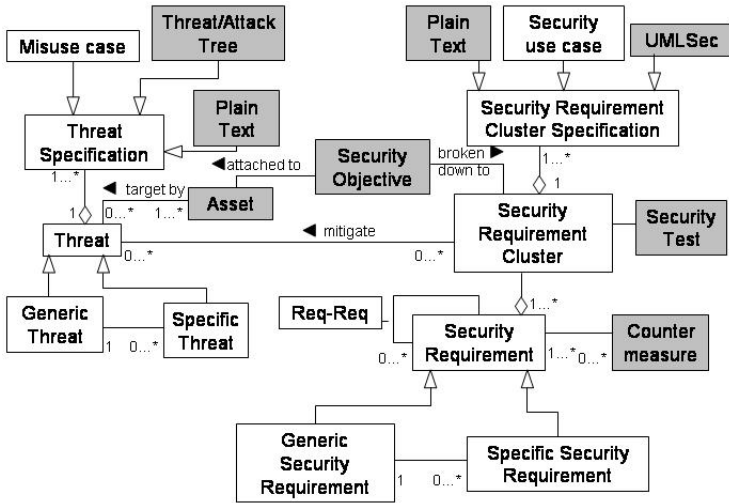 Misuse case
Threat/Attack
Tree
Plain
Text
Security
use case
UMLSec
Threat
Specification
Plain
Text
Security Requirement
Cluster Specification
1...*
attached to
Security
Objective
broken
down to
1...*
1
target by
1
0...*
1...*
Asset
Threat
mitigate
0...*
0...*
Security
Requirement
Cluster
Security
Test
Generic
Threat
1
0...*
Specific
Threat
Req-Req
1...*
Security
Requirement
0...*
1...*
0...*
Counter
measure
Generic
Security
Requirement
1
0...*
Specific Security
Requirement